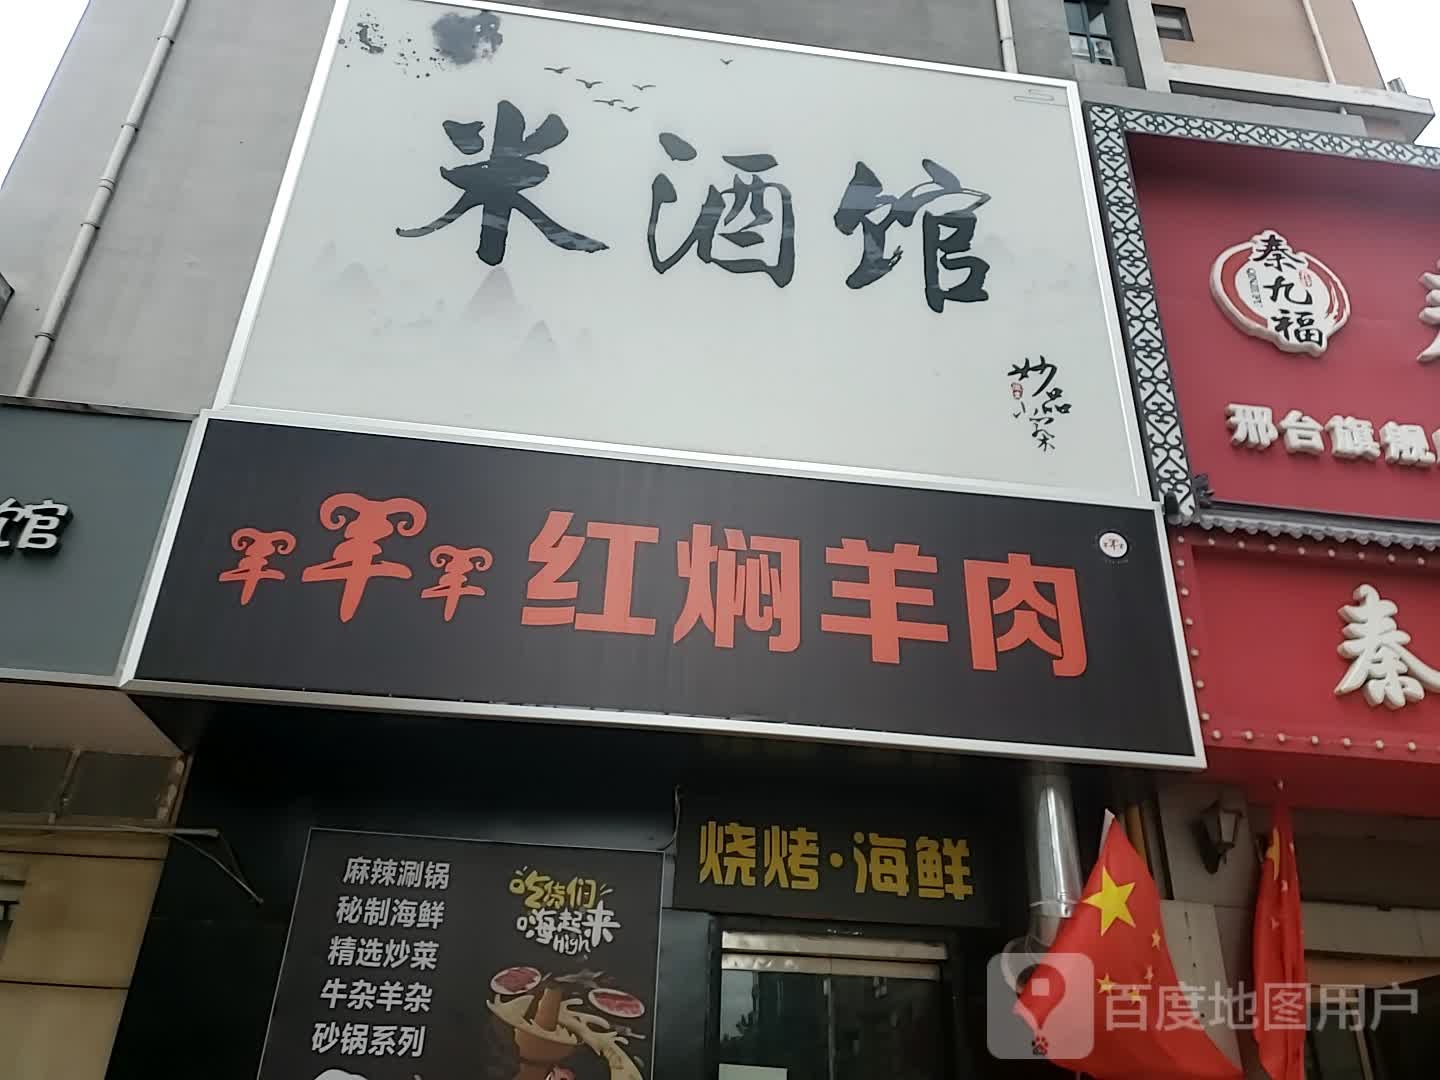 米酒馆
妙品
小茶
羊羊羊 红焖羊肉
烧烤·海鲜
麻辣涮锅
秘制海鲜
精选炒菜
牛杂羊杂
砂锅系列
吃货们
嗨起来
High
馆
秦九福
邢台旗舰
秦
百度地图用户